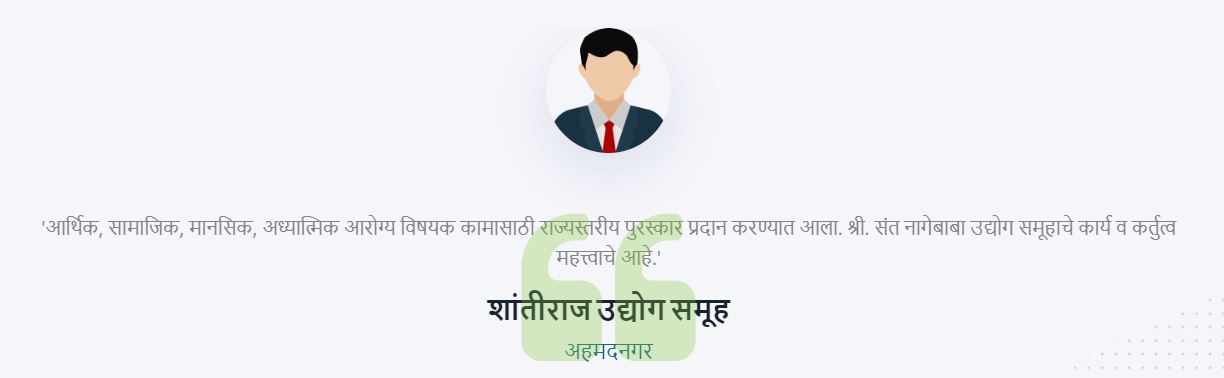 'आर्थिक, सामाजिक, मानसिक, अध्यात्मिक आरोग्य विषयक कामासाठी राज्यस्तरीय पुरस्कार प्रदान करण्यात आला. श्री. संत नागेबाबा उद्योग समूहाचे कार्य व कर्तुत्व
महत्त्वाचे आहे.'
शांतीराज उद्योग समूह
अहमदनगर